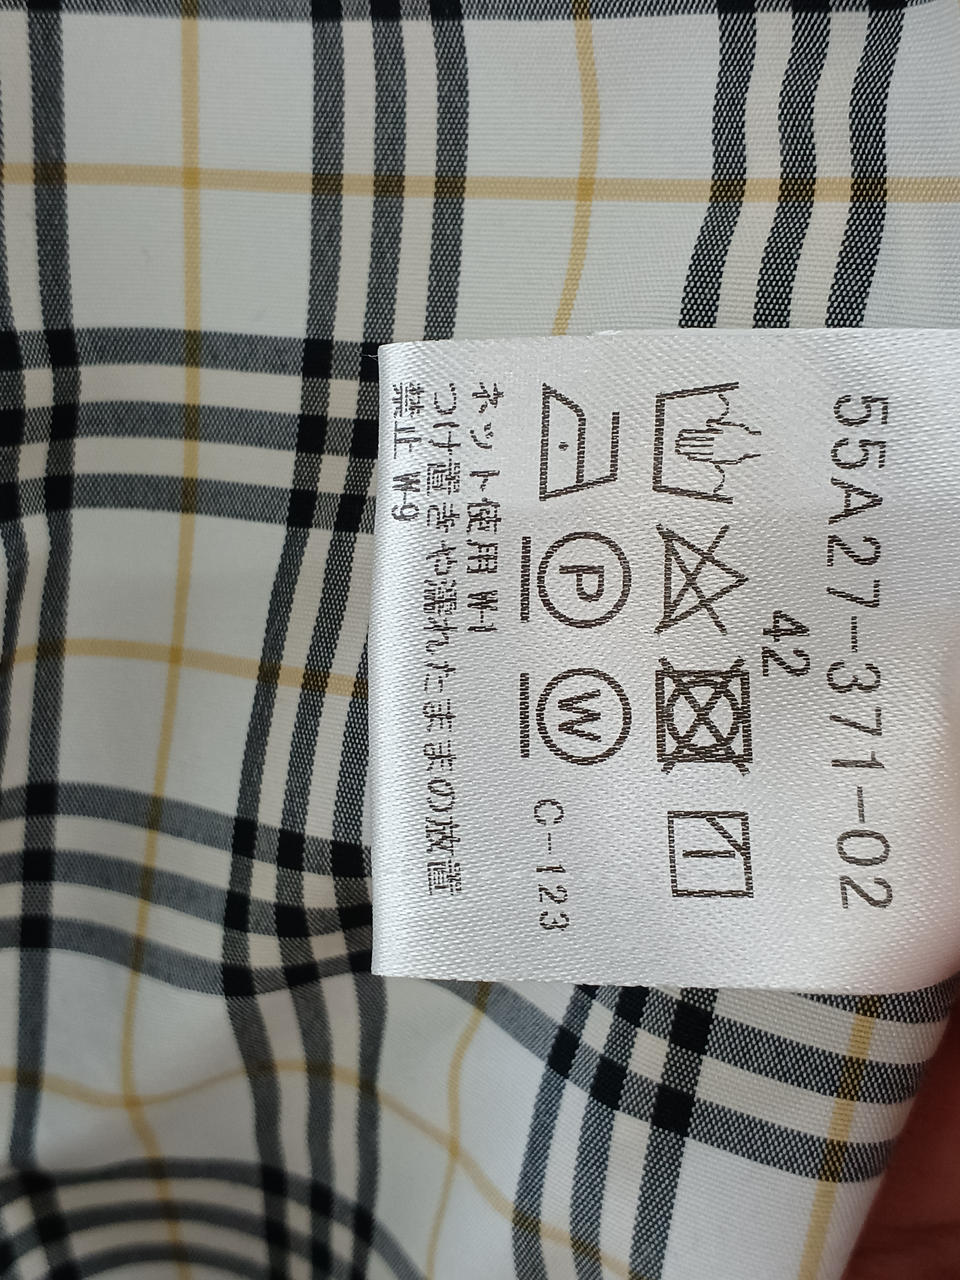 55A27-371-02
42
P
W
C-123
ネット使用 W-1
つけ置きや濡れたままの放置
禁止 W-9